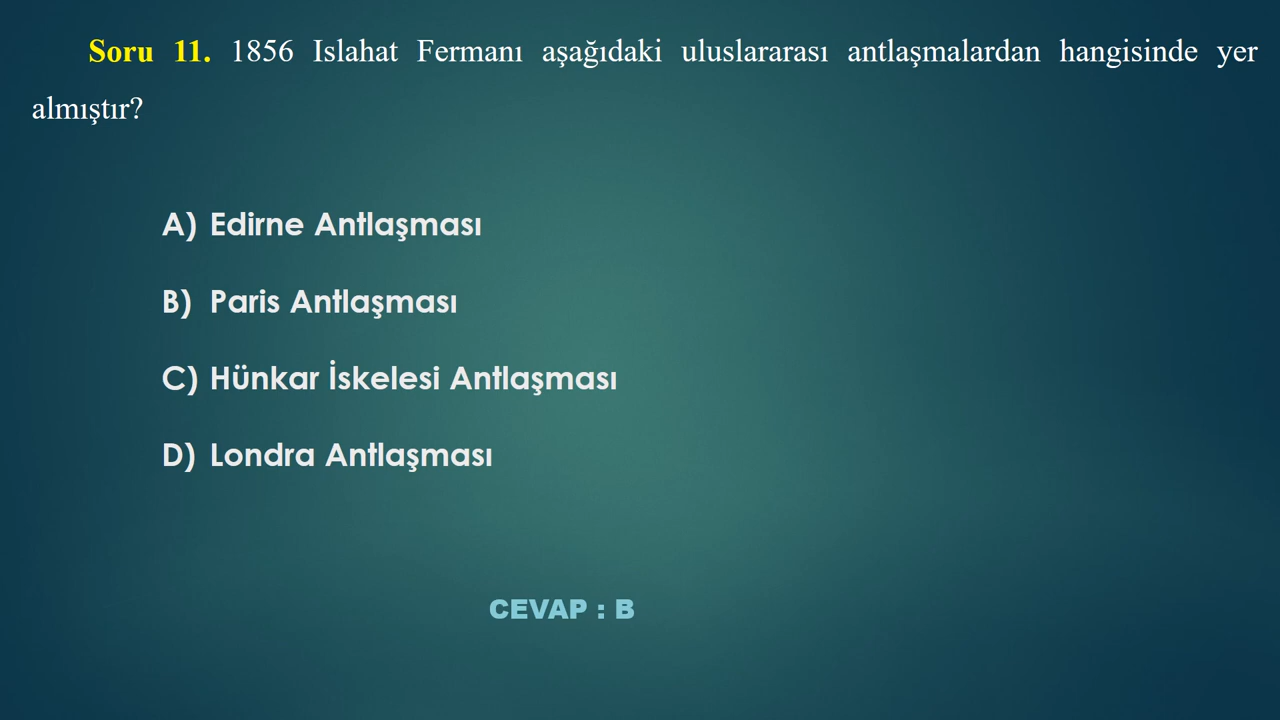 Soru 11. 1856 Islahat Fermanı aşağıdaki uluslararası antlaşmalardan hangisinde yer
almıştır?
A) Edirne Antlaşması
B) Paris Antlaşması
C) Hünkar İskelesi Antlaşması
D) Londra Antlaşması
CEVAP : B